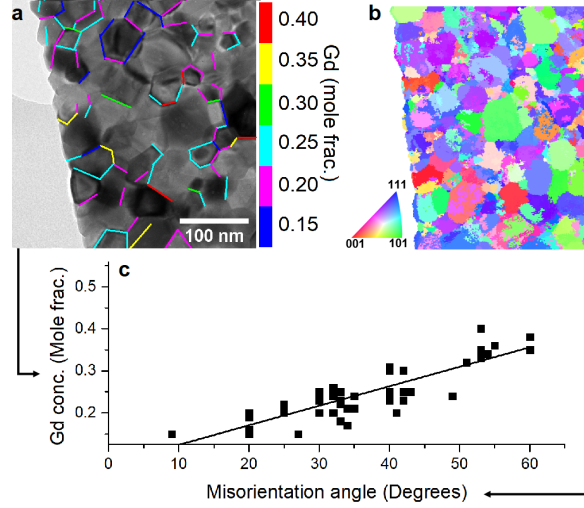 a
100 nm
0.40
0.35
0.30
0.25
0.20
0.15
Gd (mole frac.)
b
111
001
101
c
Gd conc. (Mole frac.)
0.5
0.4
0.3
0.2
0
10
20
30
40
50
60
Misorientation angle (Degrees)